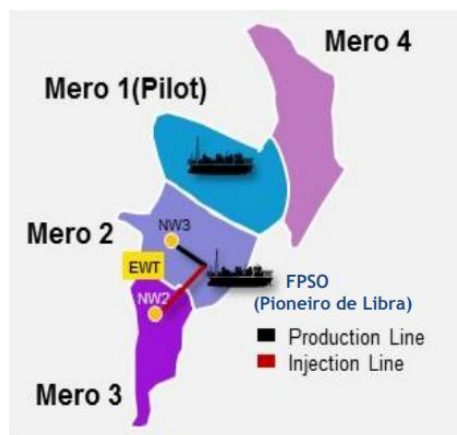 Mero 4
Mero 1(Pilot)
Mero 2
NW3
EWT
NW2
FPSO
(Pioneiro de Libra)
Production Line
Injection Line
Mero 3